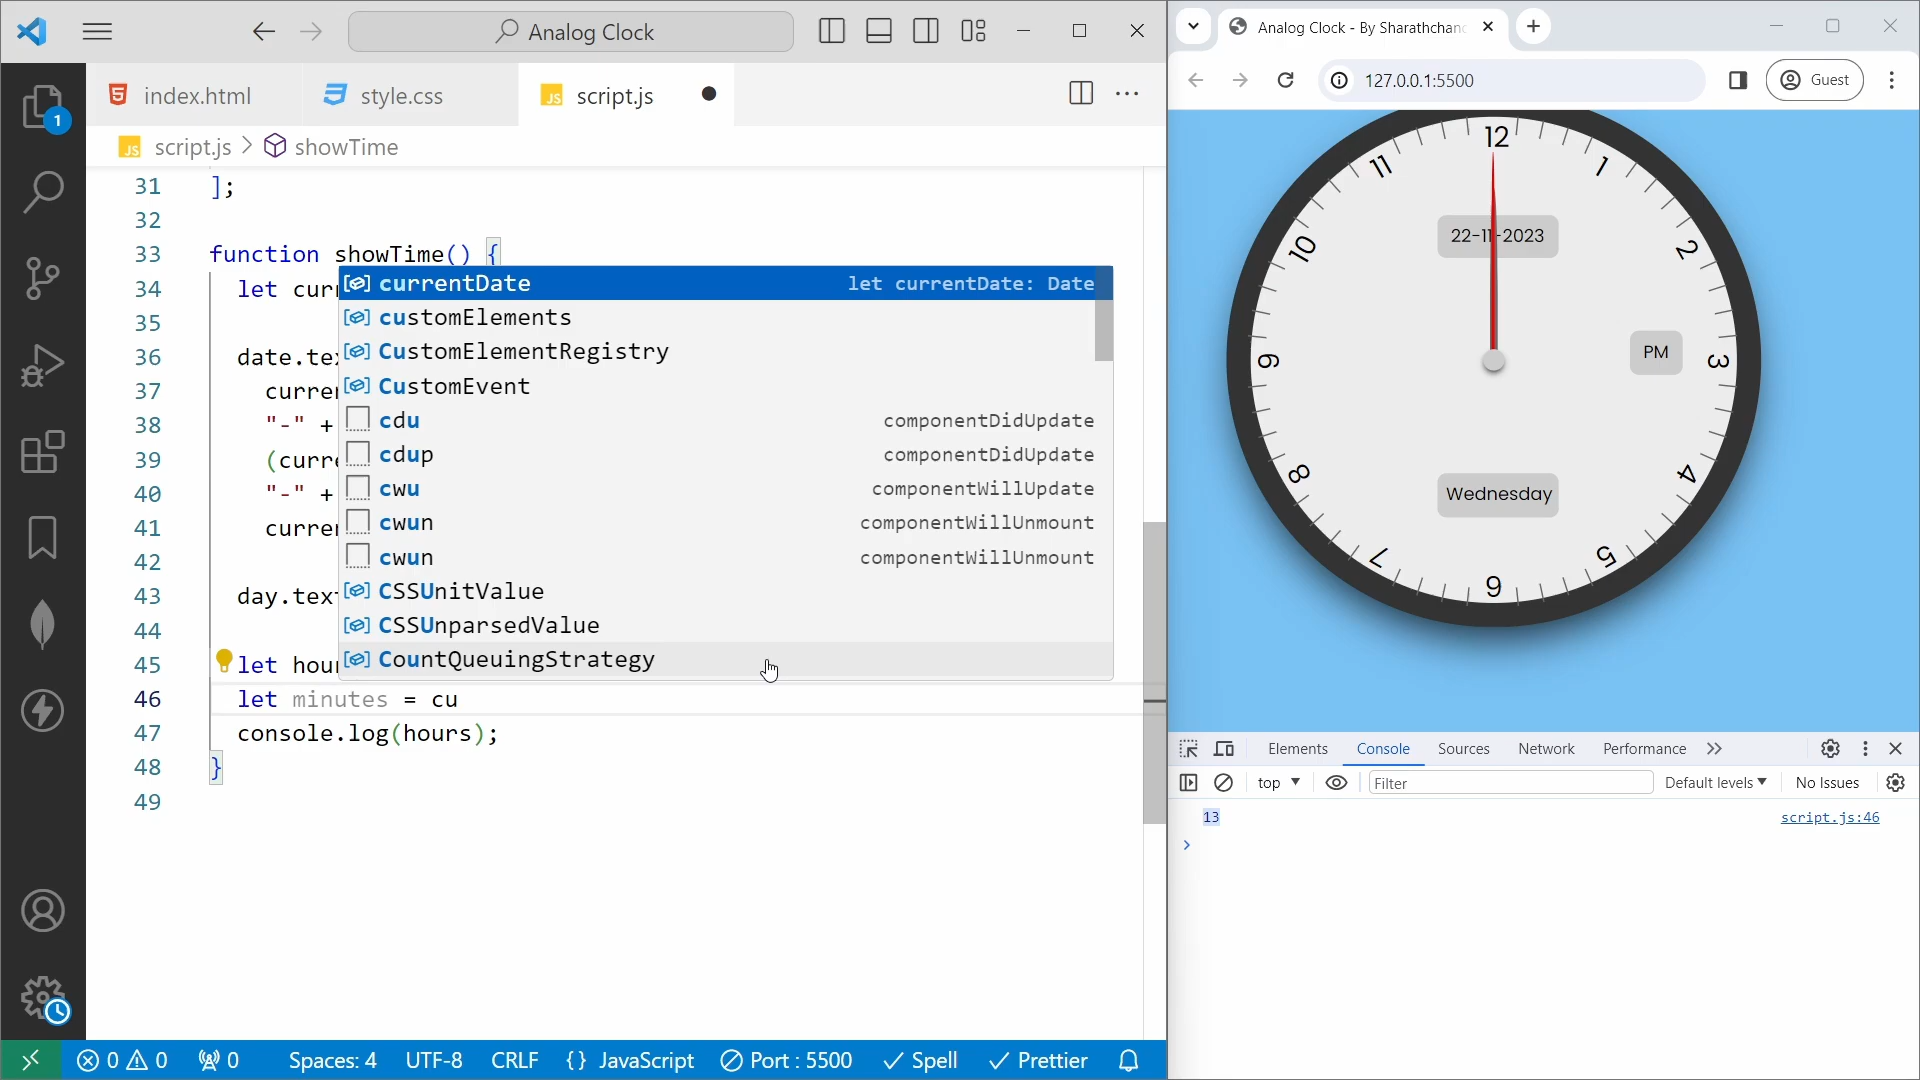 Analog Clock
index.html
style.css
JS script.js
JS script.js > showTime
31 ];
32
33 function showTime() {
34 let curr
35
36 date.tex
37 curren
38 "-" +
39 (curre
40 "-" +
41 curren
42
43 day.tex
44
45 let hou
46 let minutes = cu
47 console.log(hours);
48 }
49
currentDate let currentDate: Date
customElements
CustomElementRegistry
CustomEvent
cdu componentDidUpdate
cdup componentDidUpdate
cwu componentWillUpdate
cwun componentWillUnmount
cwun componentWillUnmount
CSSUnitValue
CSSUnparsedValue
CountQueuingStrategy
1
0 0 0 Spaces: 4 UTF-8 CRLF {} JavaScript Port : 5500 Spell Prettier
Analog Clock - By Sharathchan
127.0.0.1:5500 Guest
12
1
2
3
4
5
6
7
8
9
10
11
22-11-2023
PM
Wednesday
Elements Console Sources Network Performance
top Filter Default levels No Issues
13 script.js:46
>